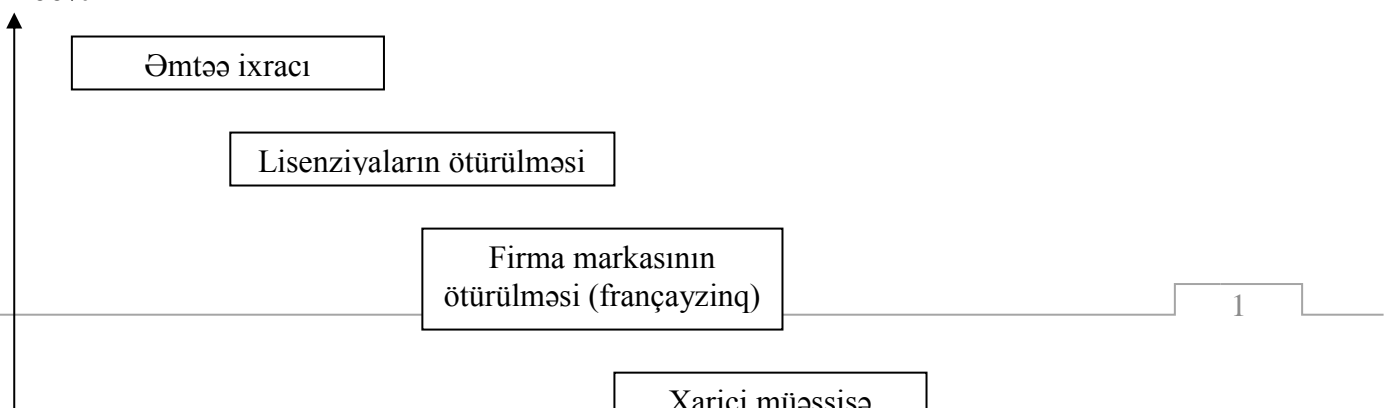 Əmtəə ixracı
Lisenziyaların ötürülməsi
Firma markasının
ötürülməsi (françayzinq)
1
Xarici müəssisə